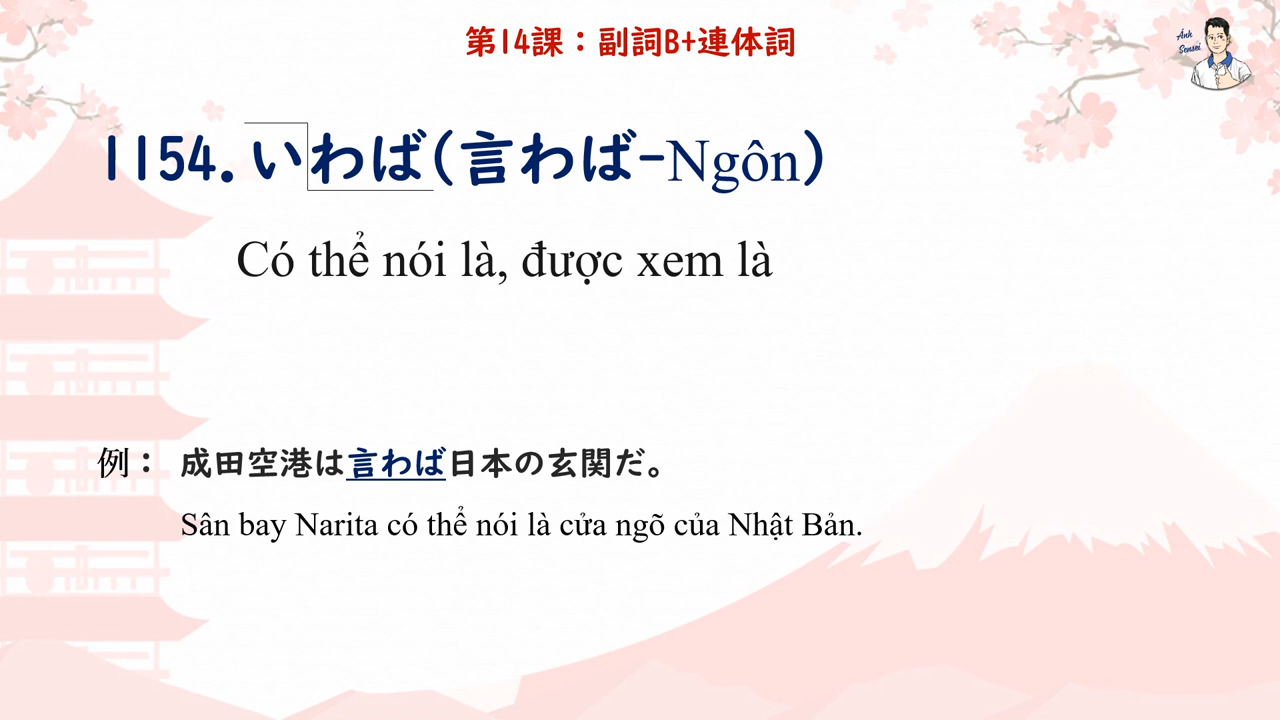 第14課：副詞B+連体詞
Anh
Sensei
1154. いわば(言わば-Ngôn)
Có thể nói là, được xem là
例： 成田空港は言わば日本の玄関だ。
Sân bay Narita có thể nói là cửa ngõ của Nhật Bản.